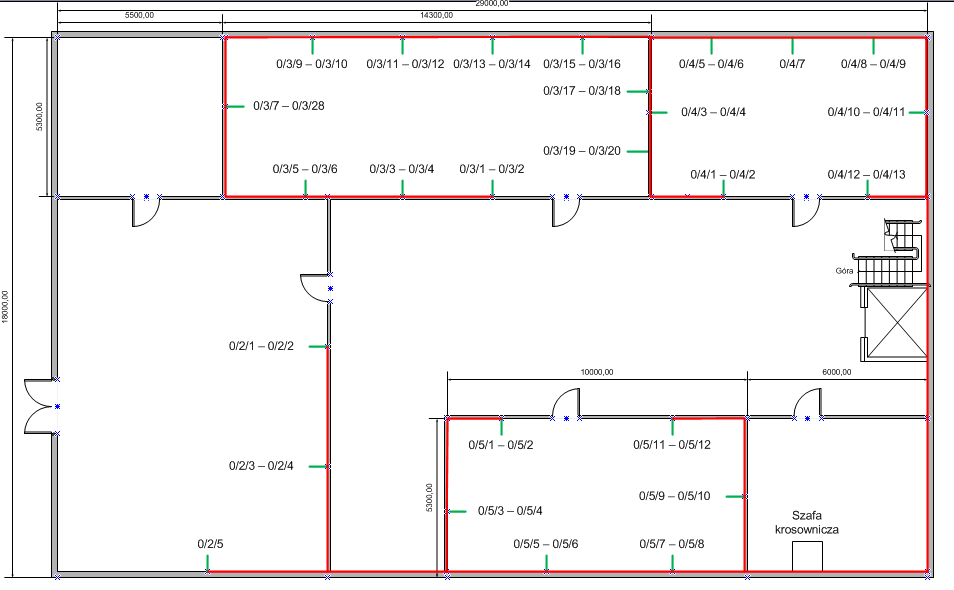 29000,00
5500,00
14300,00
0/3/9 – 0/3/10
0/3/11 – 0/3/12
0/3/13 – 0/3/14
0/3/15 – 0/3/16
0/4/5 – 0/4/6
0/4/7
0/4/8 – 0/4/9
0/3/17 – 0/3/18
5300,00
0/3/7 – 0/3/28
0/4/3 – 0/4/4
0/4/10 – 0/4/11
0/3/19 – 0/3/20
0/3/5 – 0/3/6
0/3/3 – 0/3/4
0/3/1 – 0/3/2
0/4/1 – 0/4/2
0/4/12 – 0/4/13
Góra
18000,00
0/2/1 – 0/2/2
10000,00
6000,00
0/5/1 – 0/5/2
0/5/11 – 0/5/12
0/2/3 – 0/2/4
5300,00
0/5/9 – 0/5/10
0/5/3 – 0/5/4
Szafa
krosownicza
0/2/5
0/5/5 – 0/5/6
0/5/7 – 0/5/8